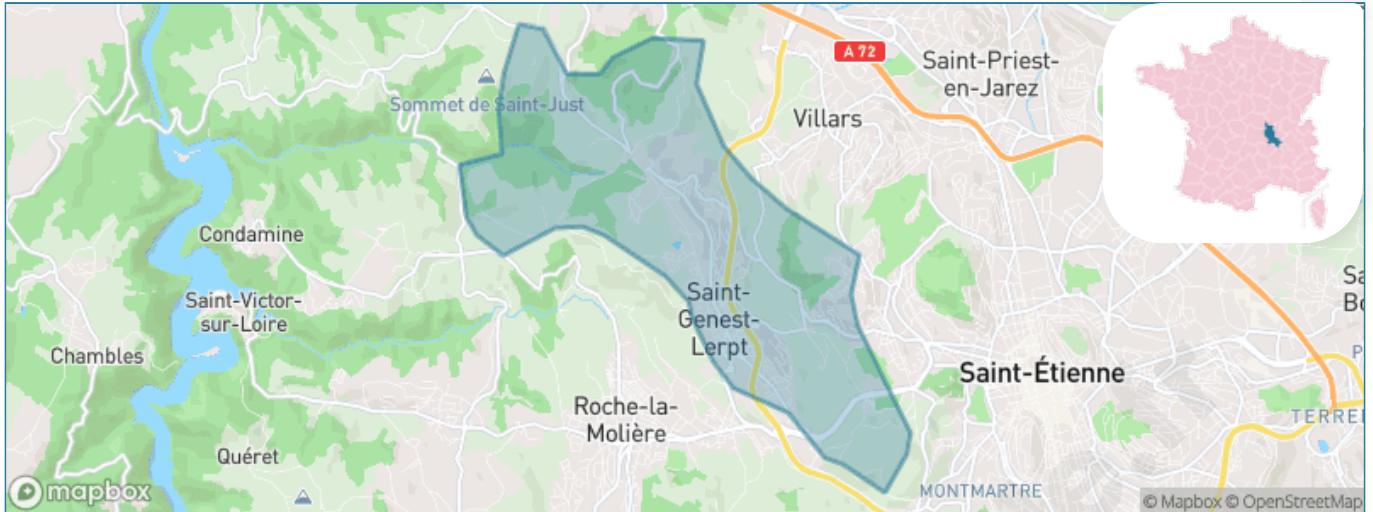 A 72
Saint-Priest-
en-Jarez
Sommet de Saint-Just
Villars
Condamine
Saint-Victor-
sur-Loire
Saint-
Genest-
Lerpt
Chambles
Saint-Étienne
Roche-la-
Molière
Quéret
TERRE
MONTMARTRE
mapbox
© Mapbox © OpenStreetMap